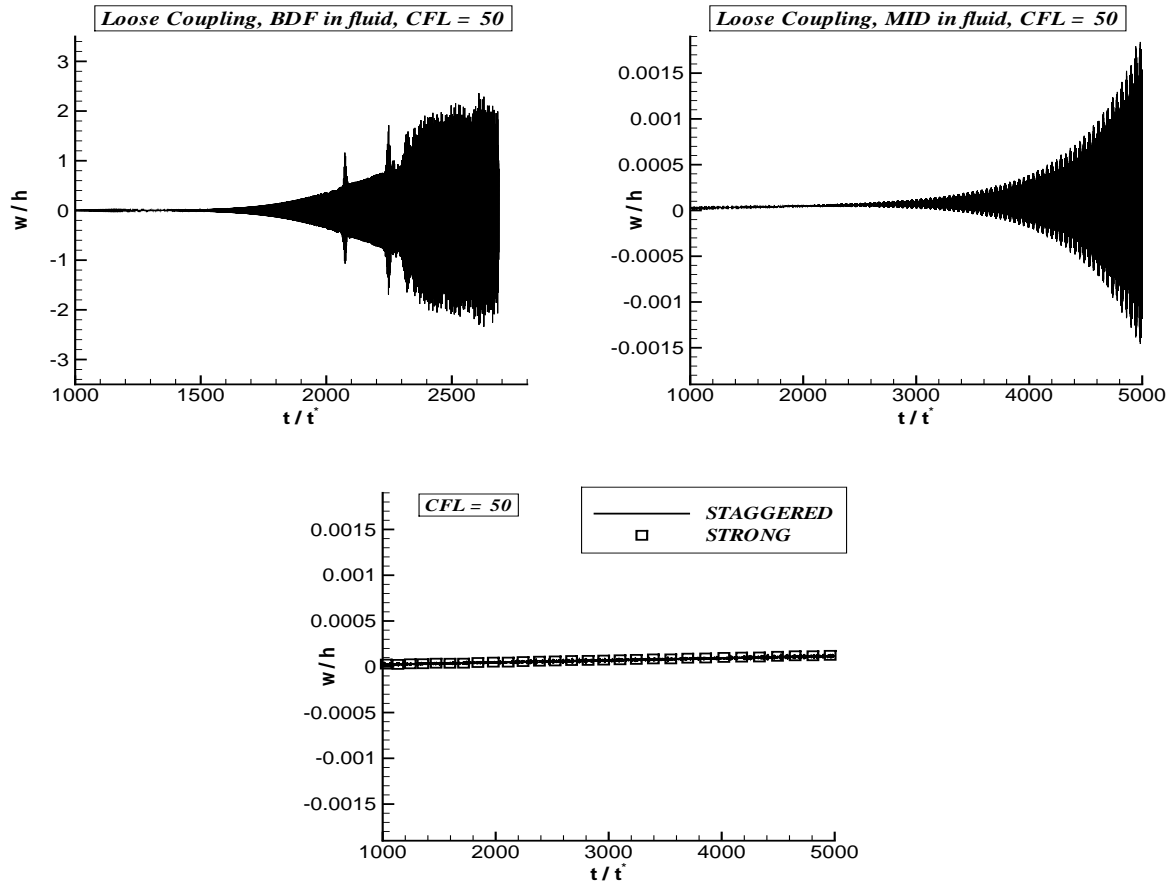 Loose Coupling, BDF in fluid, CFL = 50
3
2
1
0
-1
-2
-3
w / h
1000 1500 2000 2500
t / t*
Loose Coupling, MID in fluid, CFL = 50
0.0015
0.001
0.0005
0
-0.0005
-0.001
-0.0015
w / h
1000 2000 3000 4000 5000
t / t*
CFL = 50
STAGGERED
STRONG
0.0015
0.001
0.0005
0
-0.0005
-0.001
-0.0015
w / h
1000 2000 3000 4000 5000
t / t*